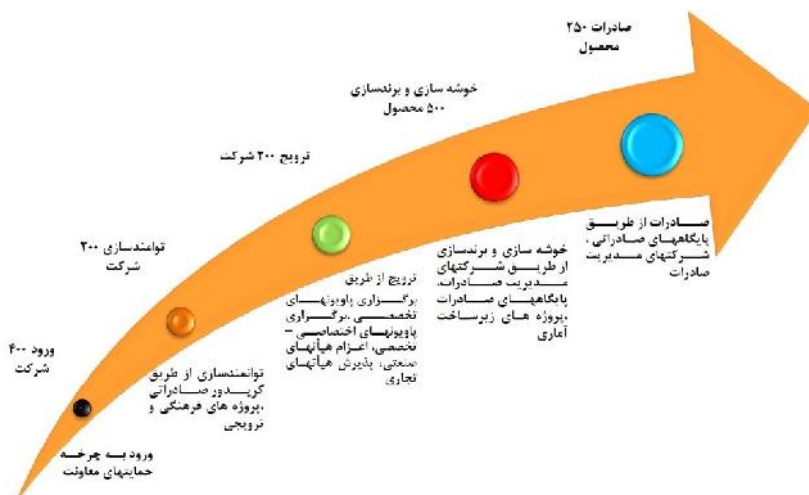 صادرات ۲۵۰
محصول
خوشه سازی و برندسازی
۵۰۰ محصول
ترویج ۲۰۰ شرکت
توانمندسازی ۳۰۰
شرکت
ورود ۴۰۰
شرکت
صادرات از طریق
پایگاههای صادراتی ،
شرکتهای مدیریت
صادرات
خوشه سازی و برندسازی
از طریق شرکتهای
مدیریت صادرات،
پایگاههای صادرات
،پروژه های زیرساخت
آماری
ترویج از طریق
برگزاری پاویونهای
تخصصی ،برگزاری
پاویونهای اختصاصی –
تخصصی، اعزام هیأتهای
صنعتی، پذیرش هیأتهای
تجاری
توانمندسازی از طریق
کریدور صادراتی
،پروژه های فرهنگی و
ترویجی
ورود به چرخه
حمایتهای معاونت